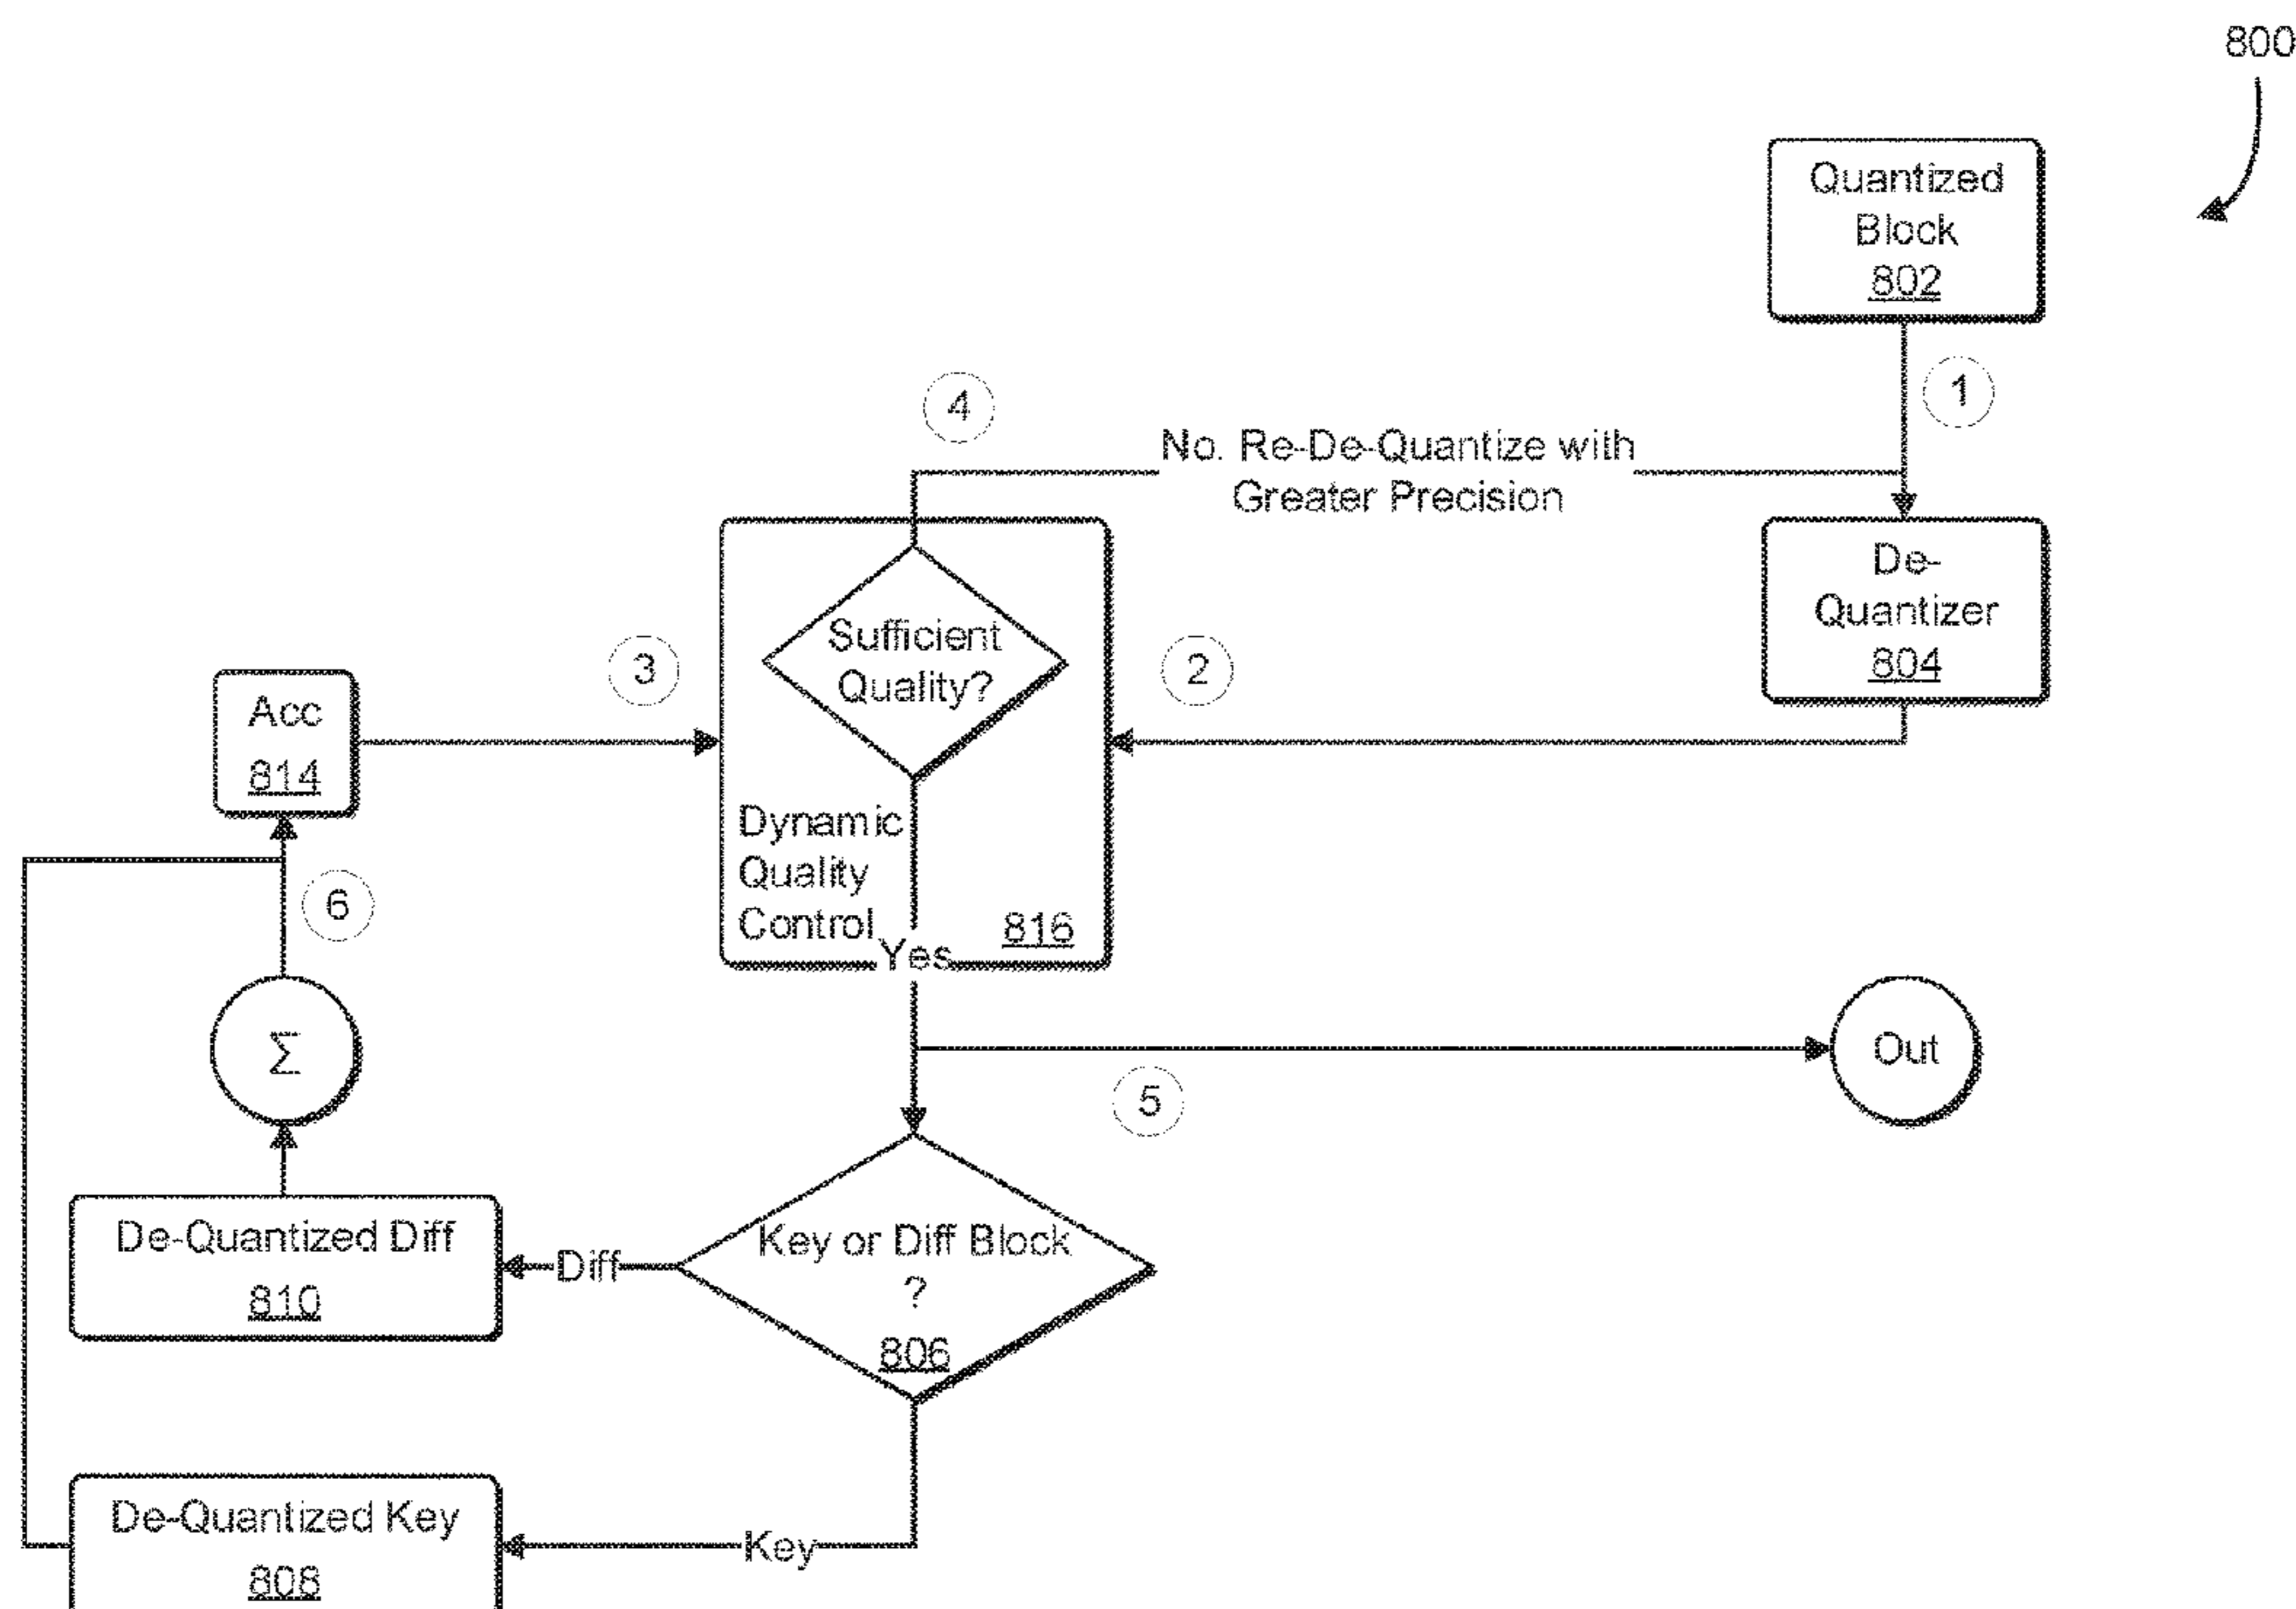 800
Quantized
Block
802
1
4
No. Re-De-Quantize with
Greater Precision
De-
Quantizer
804
Sufficient
Quality?
3
2
Acc
814
Dynamic
Quality
Control
816
Yes
6
Σ
Out
5
De-Quantized Diff
810
Diff
Key or Diff Block
?
806
De-Quantized Key
808
Key